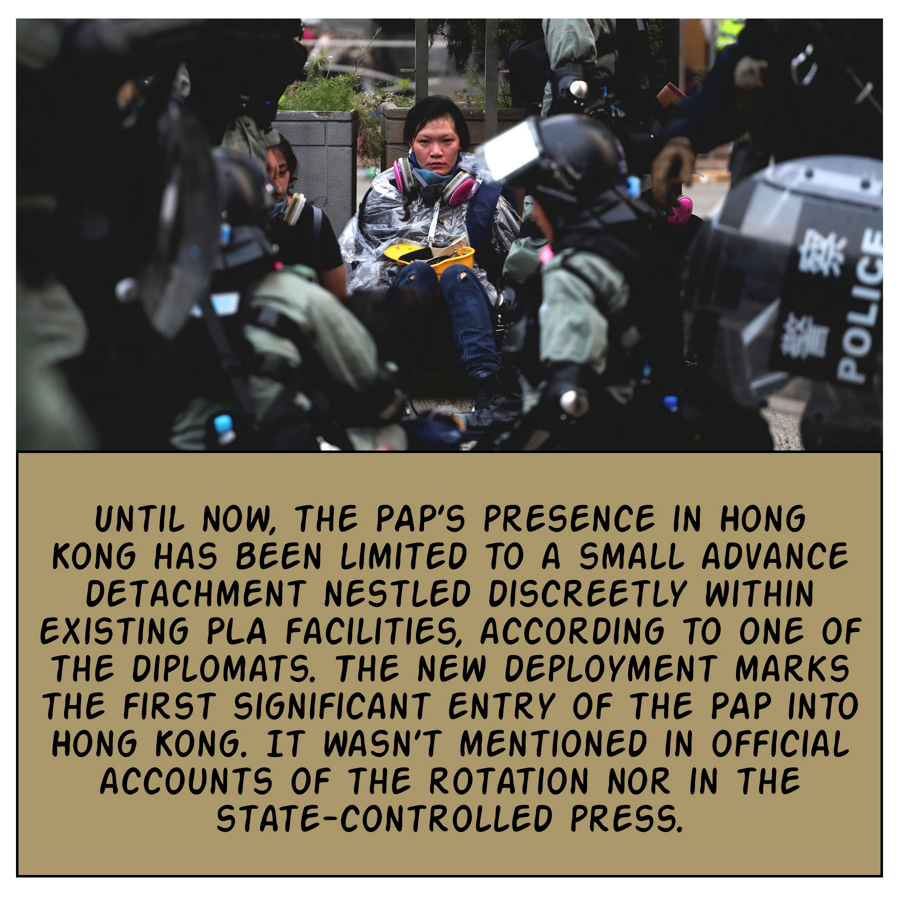 警察
POLICE
UNTIL NOW, THE PAP'S PRESENCE IN HONG
KONG HAS BEEN LIMITED TO A SMALL ADVANCE
DETACHMENT NESTLED DISCREETLY WITHIN
EXISTING PLA FACILITIES, ACCORDING TO ONE OF
THE DIPLOMATS. THE NEW DEPLOYMENT MARKS
THE FIRST SIGNIFICANT ENTRY OF THE PAP INTO
HONG KONG. IT WASN'T MENTIONED IN OFFICIAL
ACCOUNTS OF THE ROTATION NOR IN THE
STATE-CONTROLLED PRESS.